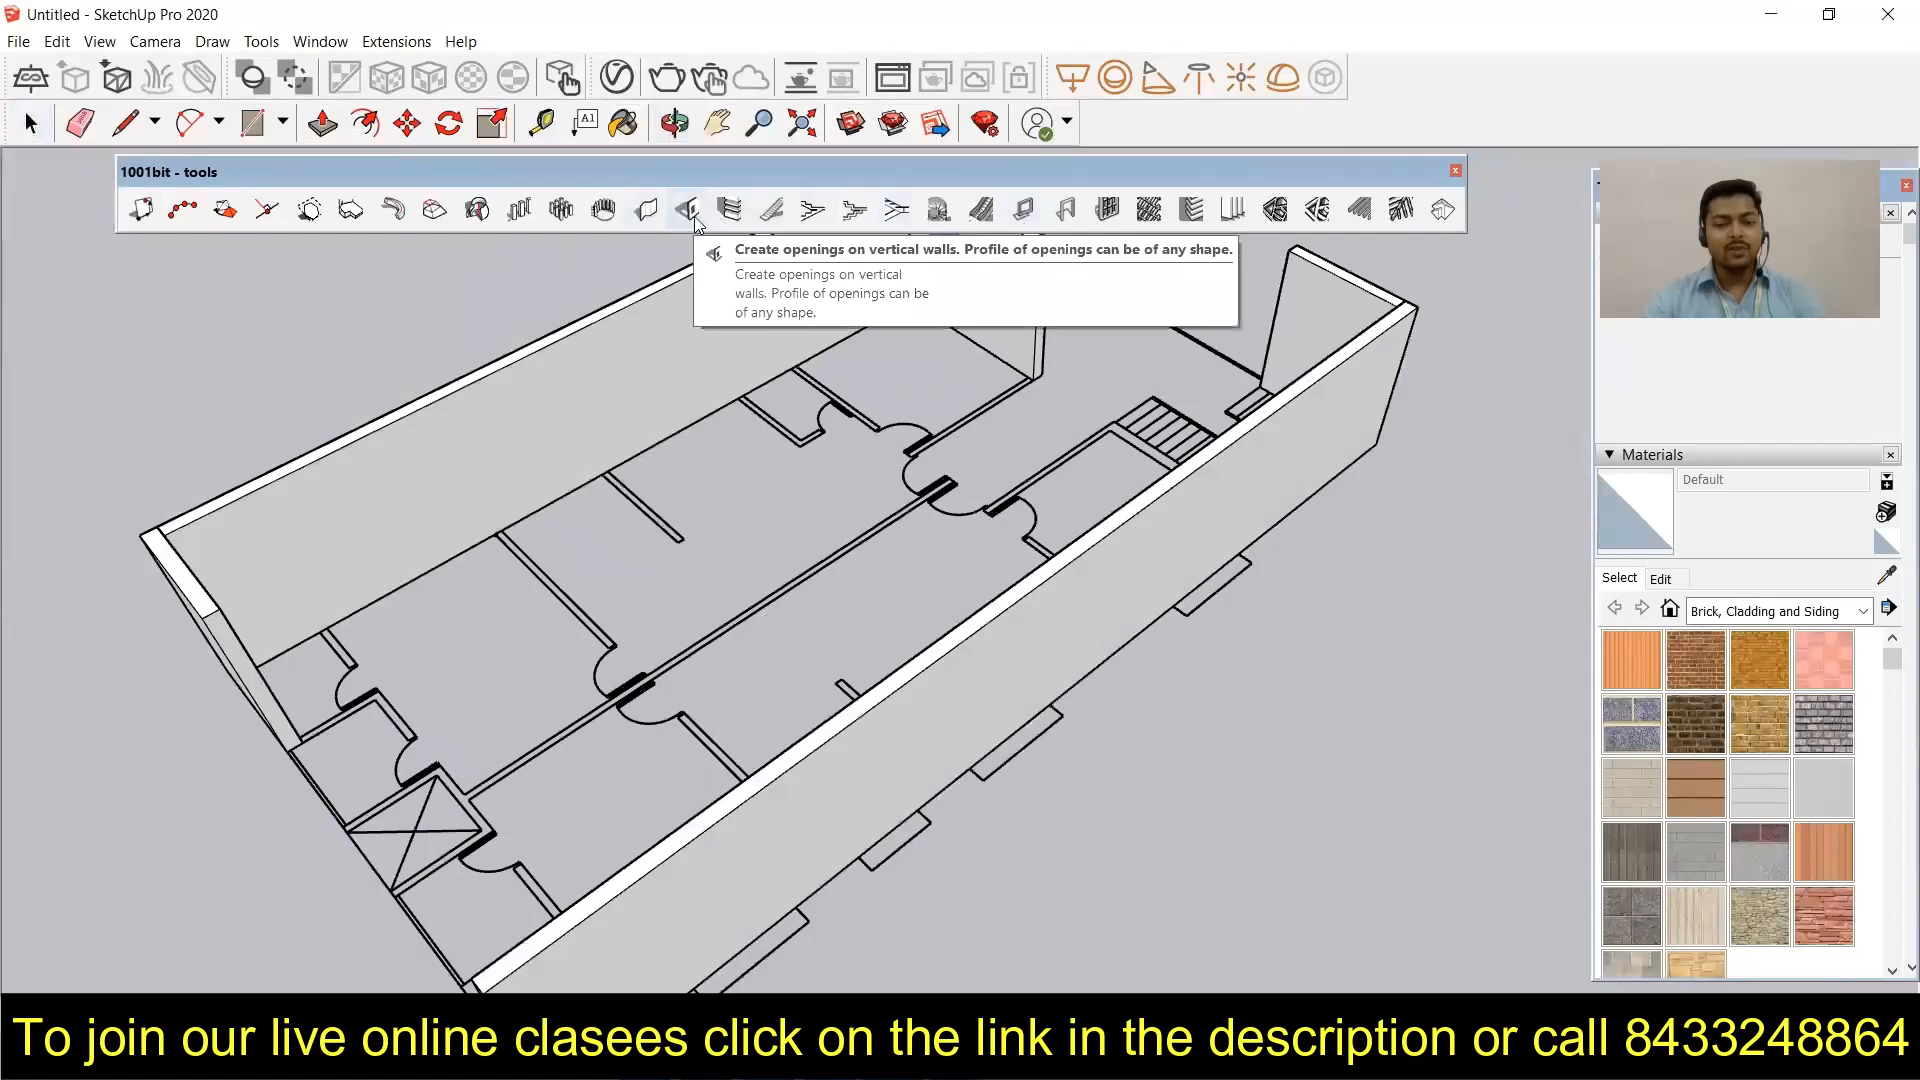 Untitled - SketchUp Pro 2020
File Edit View Camera Draw Tools Window Extensions Help
A1
1001bit - tools
Create openings on vertical walls. Profile of openings can be of any shape.
Create openings on vertical
walls. Profile of openings can be
of any shape.
Materials
Default
Select Edit
Brick, Cladding and Siding
To join our live online clasees click on the link in the description or call 8433248864